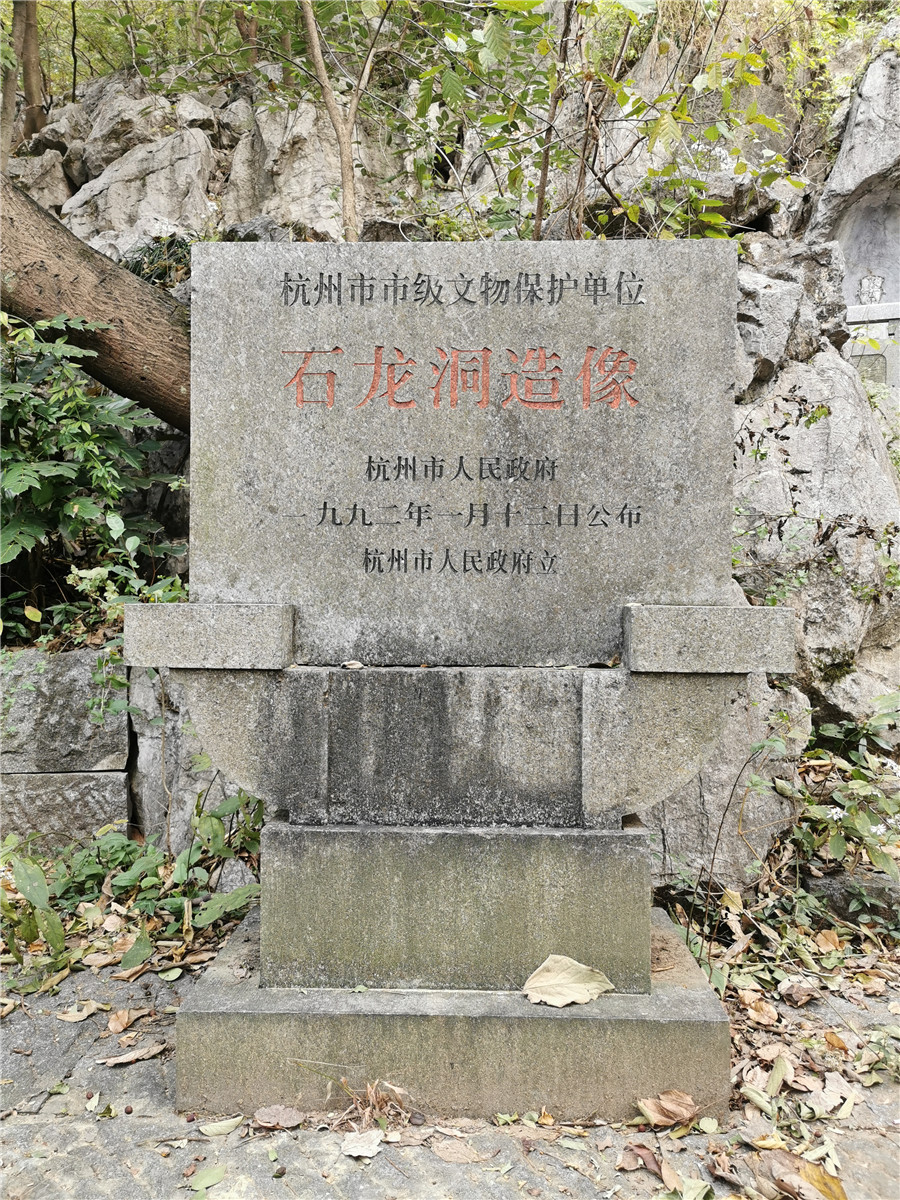 杭州市市级文物保护单位
石龙洞造像
杭州市人民政府
一九九二年一月十二日公布
杭州市人民政府立